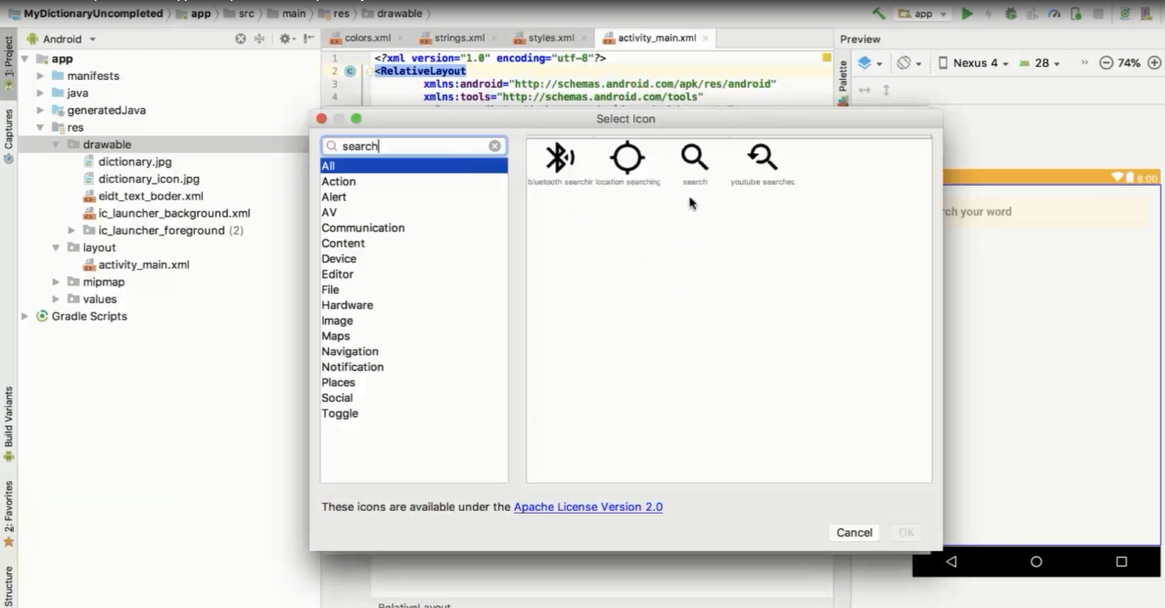 MyDictionaryUncompleted app src main res drawable
app
Android
colors.xml strings.xml styles.xml activity_main.xml
Preview
1: Project
app
manifests
java
generatedJava
res
drawable
dictionary.jpg
dictionary_icon.jpg
eidt_text_boder.xml
ic_launcher_background.xml
ic_launcher_foreground (2)
layout
activity_main.xml
mipmap
values
Gradle Scripts
Captures
Build Variants
2: Favorites
Structure
1 <?xml version="1.0" encoding="utf-8"?>
2 <RelativeLayout
3 xmlns:android="http://schemas.android.com/apk/res/android"
4 xmlns:tools="http://schemas.android.com/tools"
Palette
Nexus 4 28 74%
8:00
rch your word
Select Icon
search
All
Action
Alert
AV
Communication
Content
Device
Editor
File
Hardware
Image
Maps
Navigation
Notification
Places
Social
Toggle
bluetooth searchin location searching search youtube searched
These icons are available under the Apache License Version 2.0
Cancel OK
RelativeLayout